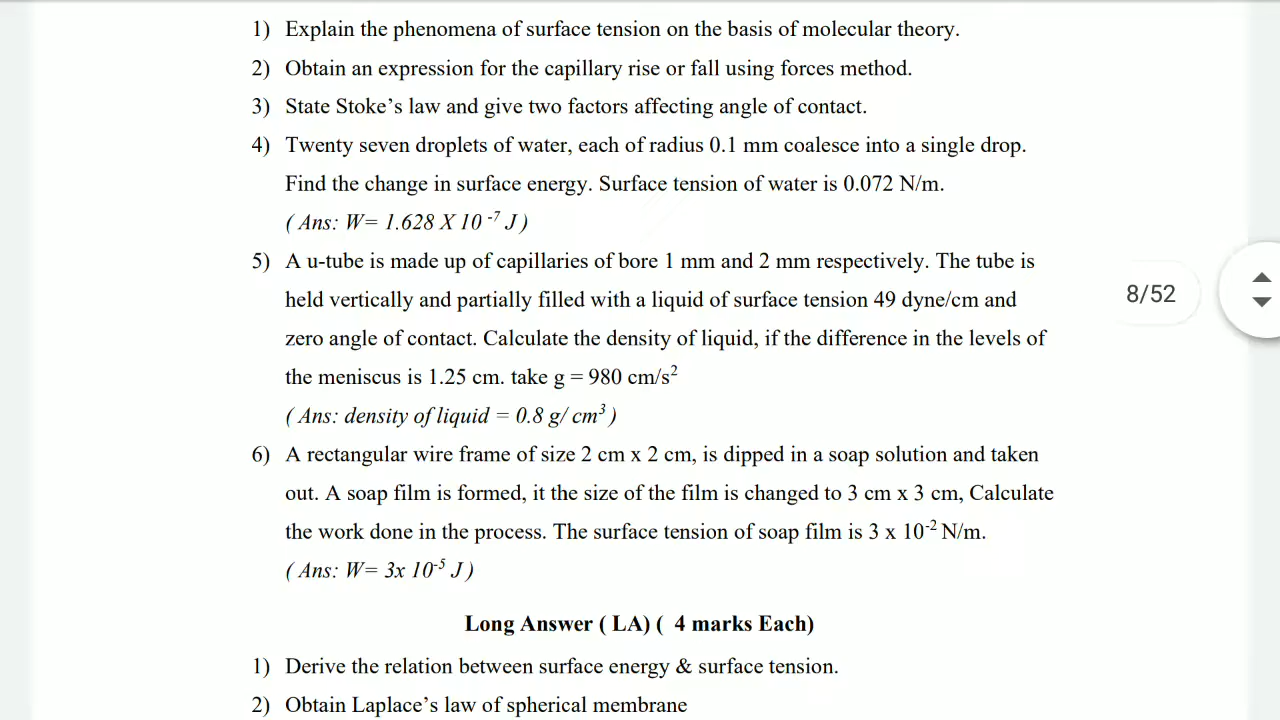 1) Explain the phenomena of surface tension on the basis of molecular theory.
2) Obtain an expression for the capillary rise or fall using forces method.
3) State Stoke’s law and give two factors affecting angle of contact.
4) Twenty seven droplets of water, each of radius 0.1 mm coalesce into a single drop.
Find the change in surface energy. Surface tension of water is 0.072 N/m.
( Ans: W= 1.628 X 10 ⁻⁷ J )
5) A u-tube is made up of capillaries of bore 1 mm and 2 mm respectively. The tube is
held vertically and partially filled with a liquid of surface tension 49 dyne/cm and
zero angle of contact. Calculate the density of liquid, if the difference in the levels of
the meniscus is 1.25 cm. take g = 980 cm/s²
( Ans: density of liquid = 0.8 g/ cm³ )
8/52
6) A rectangular wire frame of size 2 cm x 2 cm, is dipped in a soap solution and taken
out. A soap film is formed, it the size of the film is changed to 3 cm x 3 cm, Calculate
the work done in the process. The surface tension of soap film is 3 x 10⁻² N/m.
( Ans: W= 3x 10⁻⁵ J )
Long Answer ( LA) ( 4 marks Each)
1) Derive the relation between surface energy & surface tension.
2) Obtain Laplace’s law of spherical membrane